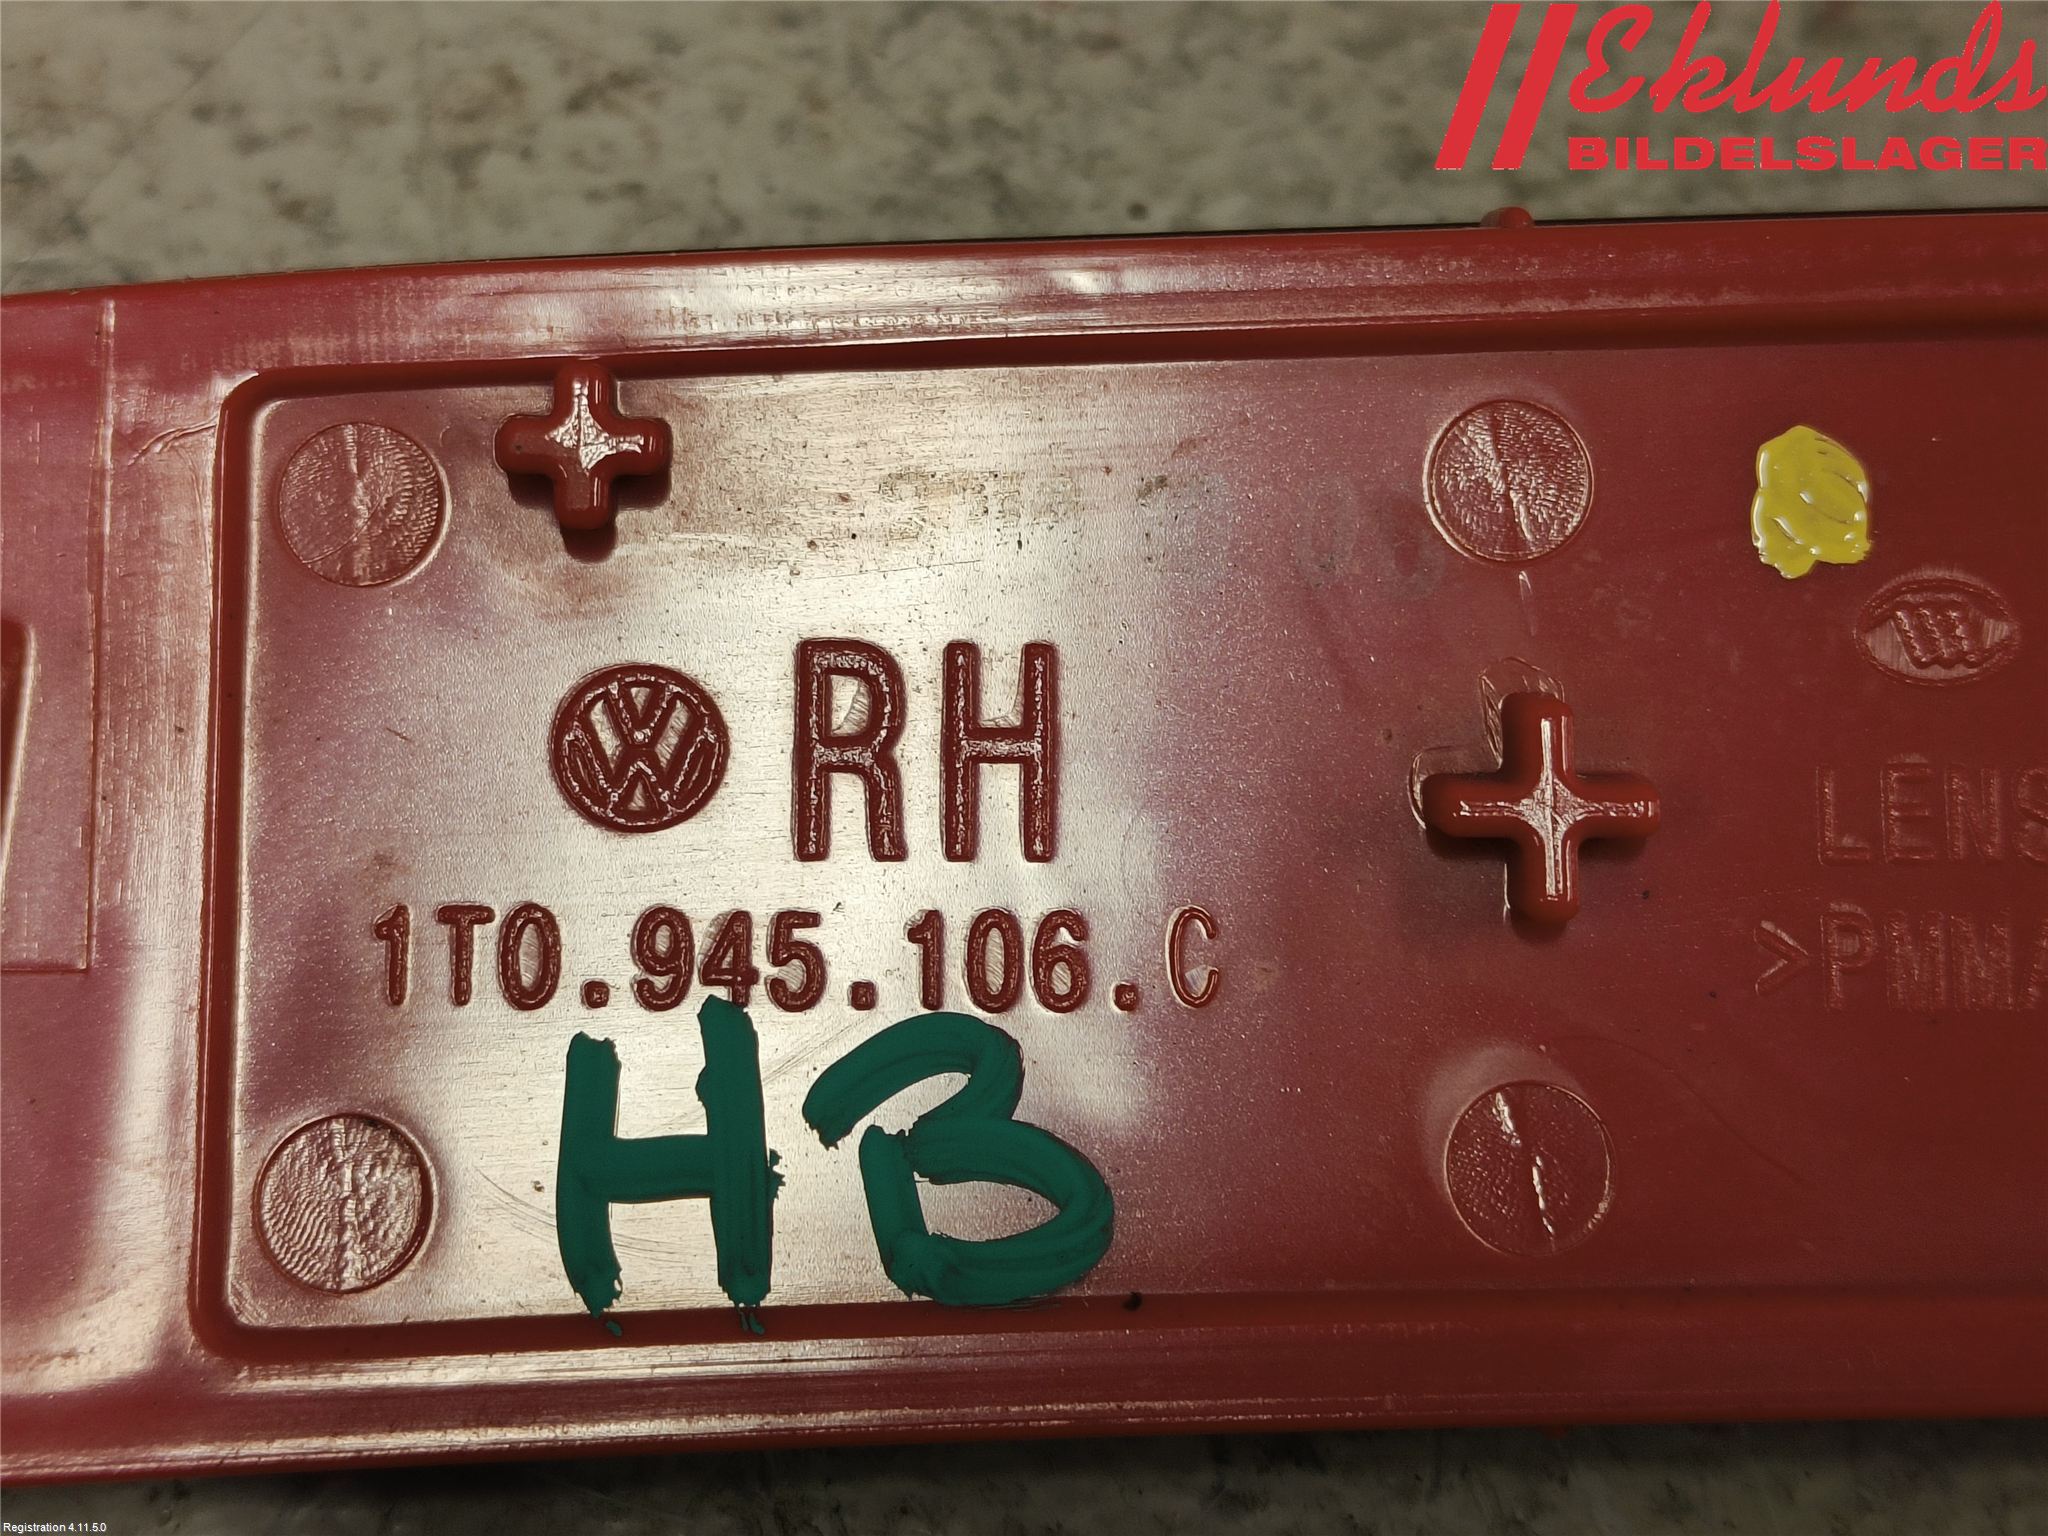 Eklunds
BILDELSLAGER
RH
1T0.945.106.C
LENS
>PMMA
HB
Registration 4.11.5.0